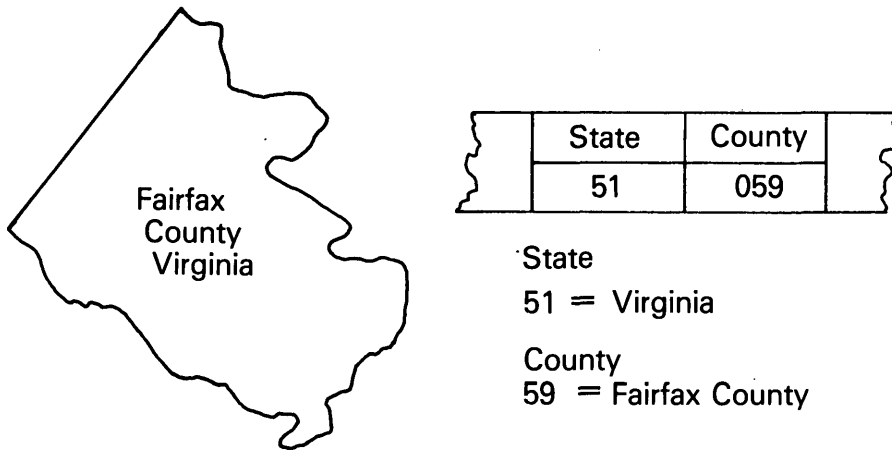 Fairfax
County
Virginia
State County
51 059
State
51 = Virginia
County
59 = Fairfax County